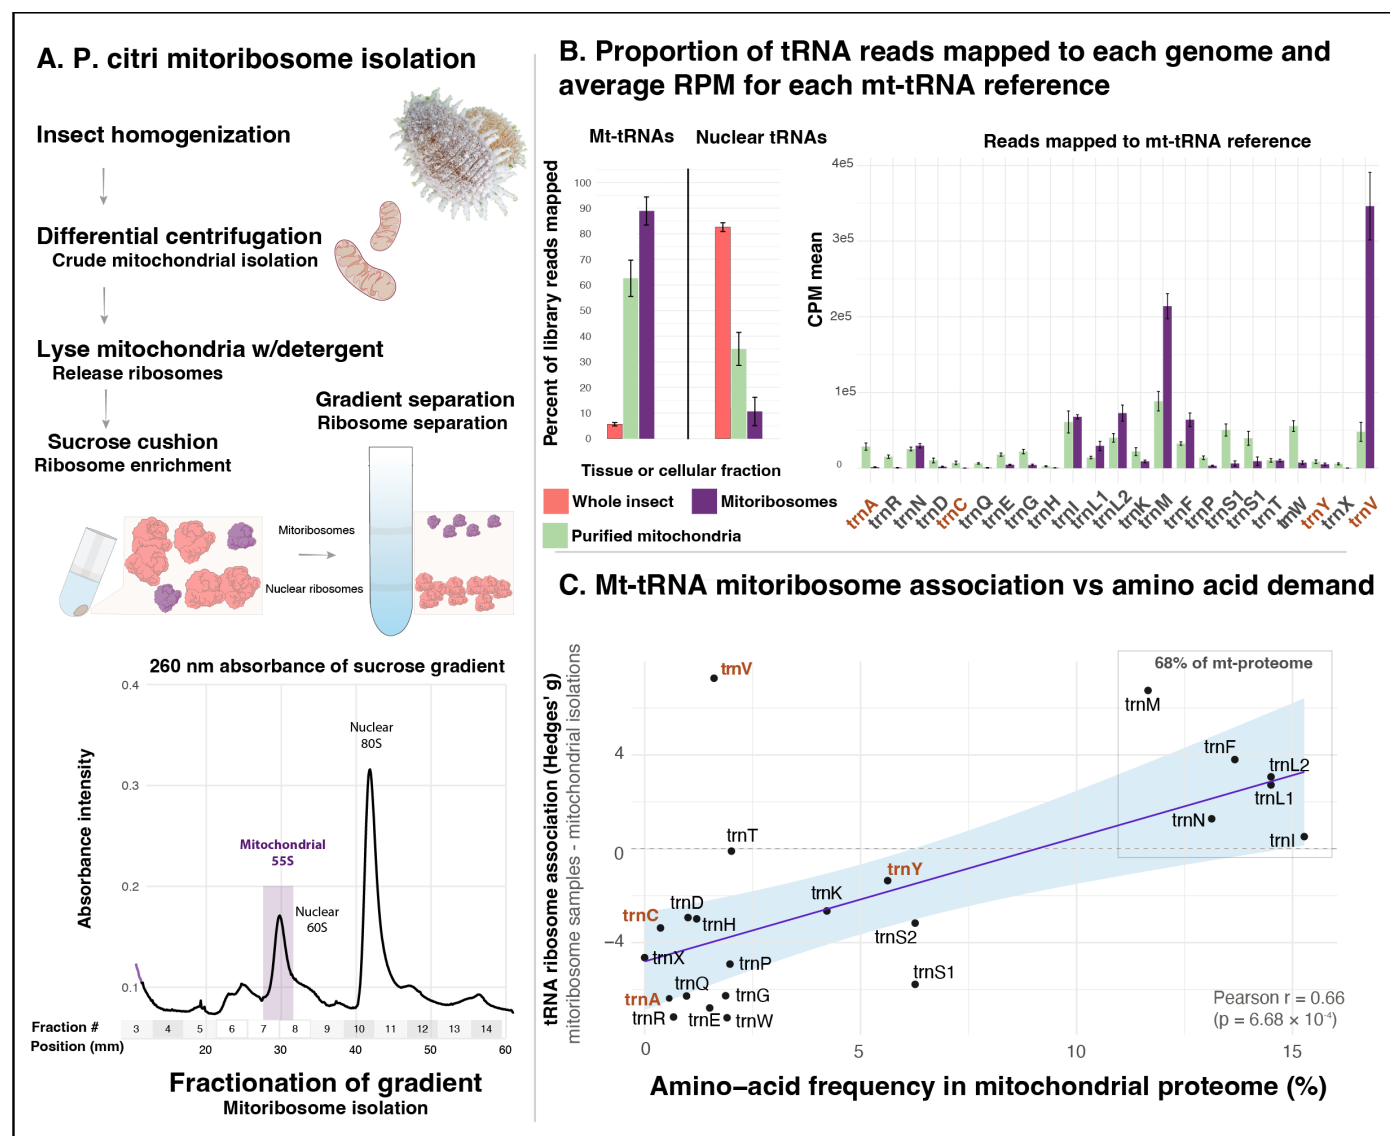 A. P. citri mitoribosome isolation
Insect homogenization
Differential centrifugation
Crude mitochondrial isolation
Lyse mitochondria w/detergent
Release ribosomes
Gradient separation
Ribosome separation
Sucrose cushion
Ribosome enrichment
Mitoribosomes
Nuclear ribosomes
260 nm absorbance of sucrose gradient
Absorbance intensity
0.4
0.3
0.2
0.1
Nuclear
80S
Mitochondrial
55S
Nuclear
60S
Fraction # 3 4 5 6 7 8 9 10 11 12 13 14
Position (mm) 20 30 40 50 60
Fractionation of gradient
Mitoribosome isolation
B. Proportion of tRNA reads mapped to each genome and
average RPM for each mt-tRNA reference
Mt-tRNAs Nuclear tRNAs
Percent of library reads mapped
100
90
80
70
60
50
40
30
20
10
0
Tissue or cellular fraction
Whole insect Mitoribosomes
Purified mitochondria
Reads mapped to mt-tRNA reference
CPM mean
4e5
3e5
2e5
1e5
0
trnA trnR trnN trnD trnC trnQ trnE trnG trnH trnI trnL1 trnL2 trnK trnM trnF trnP trnS1 trnS1 trnT trnW trnY trnX trnV
C. Mt-tRNA mitoribosome association vs amino acid demand
tRNA ribosome association (Hedges' g)
mitoribosome samples - mitochondrial isolations
4
0
−4
68% of mt-proteome
trnV
trnM
trnF
trnL2
trnL1
trnN
trnI
trnT
trnY
trnK
trnD
trnC
trnH
trnS2
trnX
trnP
trnS1
trnQ
trnA
trnG
trnR
trnE
trnW
Pearson r = 0.66
(p = 6.68 × 10⁻⁴)
0 5 10 15
Amino–acid frequency in mitochondrial proteome (%)